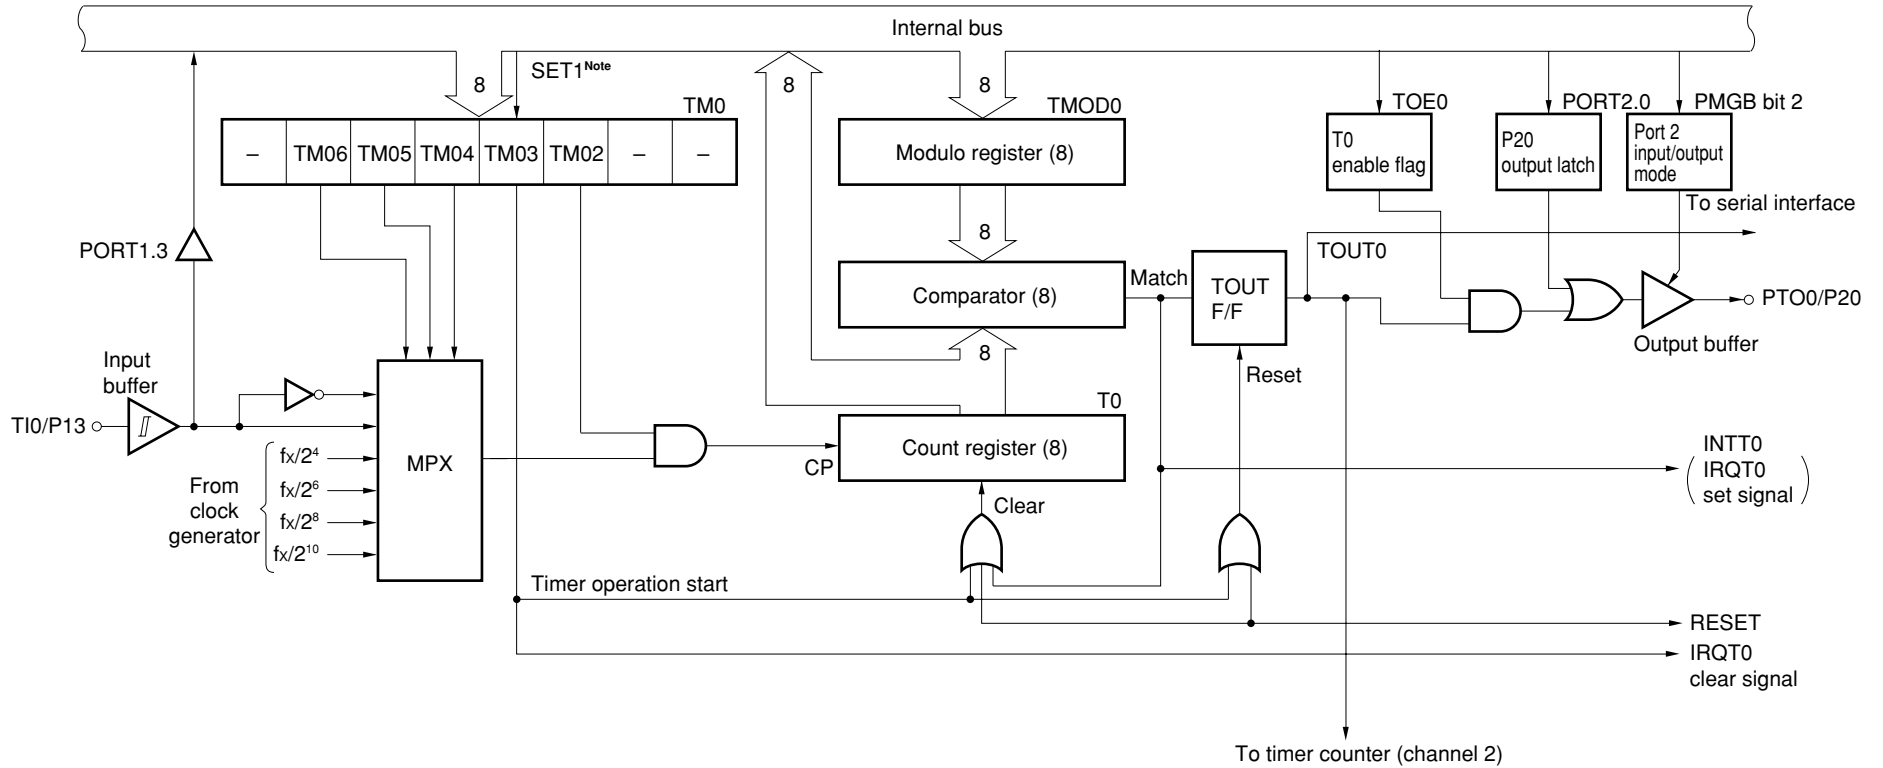 Internal bus
8
SET1Note
8
8
TM0
TMOD0
TOE0
PORT2.0
PMGB bit 2
– TM06 TM05 TM04 TM03 TM02 – –
Modulo register (8)
T0
enable flag
P20
output latch
Port 2
input/output
mode
To serial interface
PORT1.3
8
TOUT0
Comparator (8)
Match
TOUT
F/F
PTO0/P20
Output buffer
Input
buffer
8
Reset
TI0/P13
T0
MPX
CP
Count register (8)
From
clock
generator
fx/2⁴
fx/2⁶
fx/2⁸
fx/2¹⁰
Clear
INTT0
IRQT0
set signal
Timer operation start
RESET
IRQT0
clear signal
To timer counter (channel 2)